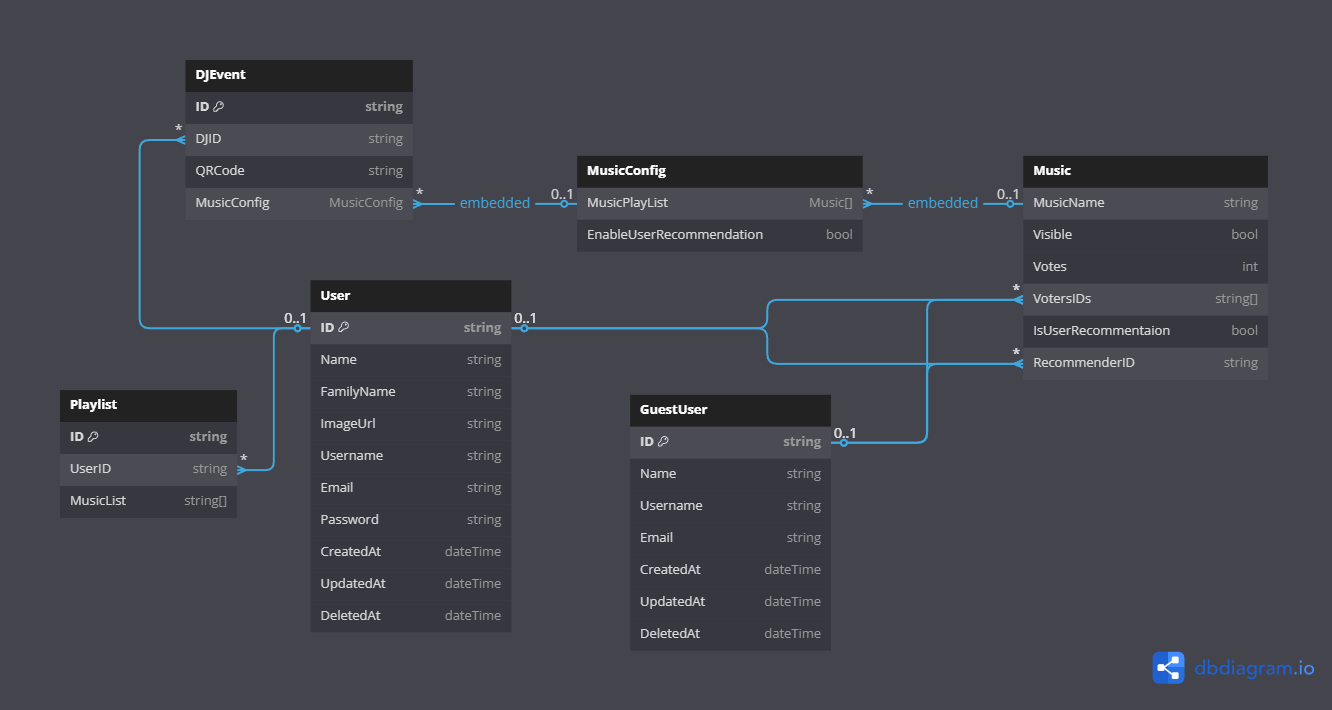 DJEvent
ID string
* DJID string
QRCode string
MusicConfig MusicConfig
* embedded 0..1
MusicConfig
MusicPlayList Music[]
EnableUserRecommendation bool
* embedded 0..1
Music
MusicName string
Visible bool
Votes int
* VotersIDs string[]
IsUserRecommentaion bool
* RecommenderID string
User
0..1 ID string 0..1
Name string
FamilyName string
ImageUrl string
Username string
Email string
Password string
CreatedAt dateTime
UpdatedAt dateTime
DeletedAt dateTime
Playlist
ID string
UserID string *
MusicList string[]
GuestUser
ID string 0..1
Name string
Username string
Email string
CreatedAt dateTime
UpdatedAt dateTime
DeletedAt dateTime
dbdiagram.io